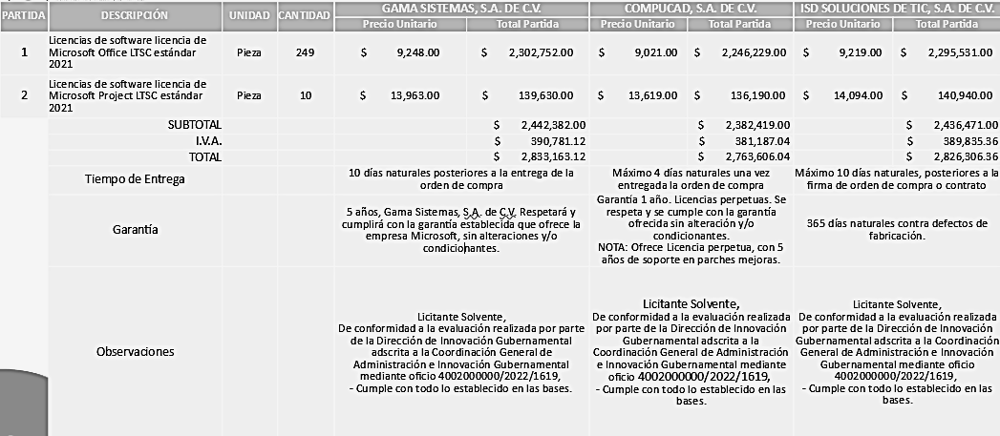 GAMA SISTEMAS, S.A. DE C.V. COMPUCAD, S.A. DE C.V. ISD SOLUCIONES DE TIC, S.A. DE C.V.
PARTIDA DESCRIPCIÓN UNIDAD CANTIDAD Precio Unitario Total Partida Precio Unitario Total Partida Precio Unitario Total Partida
1 Licencias de software licencia de Microsoft Office LTSC estándar 2021 Pieza 249 $ 9,248.00 $ 2,302,752.00 $ 9,021.00 $ 2,246,229.00 $ 9,219.00 $ 2,295,531.00
2 Licencias de software licencia de Microsoft Project LTSC estándar 2021 Pieza 10 $ 13,963.00 $ 139,630.00 $ 13,619.00 $ 136,190.00 $ 14,094.00 $ 140,940.00
SUBTOTAL $ 2,442,382.00 $ 2,382,419.00 $ 2,436,471.00
I.V.A. $ 390,781.12 $ 381,187.04 $ 389,835.36
TOTAL $ 2,833,163.12 $ 2,763,606.04 $ 2,826,306.36
Tiempo de Entrega
10 días naturales posteriores a la entrega de la
orden de compra
Máximo 4 días naturales una vez
entregada la orden de compra
Máximo 10 días naturales, posteriores a la
firma de orden de compra o contrato
Garantía
5 años, Gama Sistemas, S.A. de C.V. Respetará y
cumplirá con la garantía establecida que ofrece la
empresa Microsoft, sin alteraciones y/o
condicionantes.
Garantía 1 año. Licencias perpetuas. Se
respeta y se cumple con la garantía
ofrecida sin alteración y/o
condicionantes.
NOTA: Ofrece Licencia perpetua, con 5
años de soporte en parches mejoras.
365 días naturales contra defectos de
fabricación.
Observaciones
Licitante Solvente,
De conformidad a la evaluación realizada por parte
de la Dirección de Innovación Gubernamental
adscrita a la Coordinación General de
Administración e Innovación Gubernamental
mediante oficio 4002000000/2022/1619,
- Cumple con todo lo establecido en las bases.
Licitante Solvente,
De conformidad a la evaluación realizada
por parte de la Dirección de Innovación
Gubernamental adscrita a la
Coordinación General de Administración
e Innovación Gubernamental mediante
oficio 4002000000/2022/1619,
- Cumple con todo lo establecido en las
bases.
Licitante Solvente,
De conformidad a la evaluación realizada
por parte de la Dirección de Innovación
Gubernamental adscrita a la Coordinación
General de Administración e Innovación
Gubernamental mediante oficio
4002000000/2022/1619,
- Cumple con todo lo establecido en las
bases.